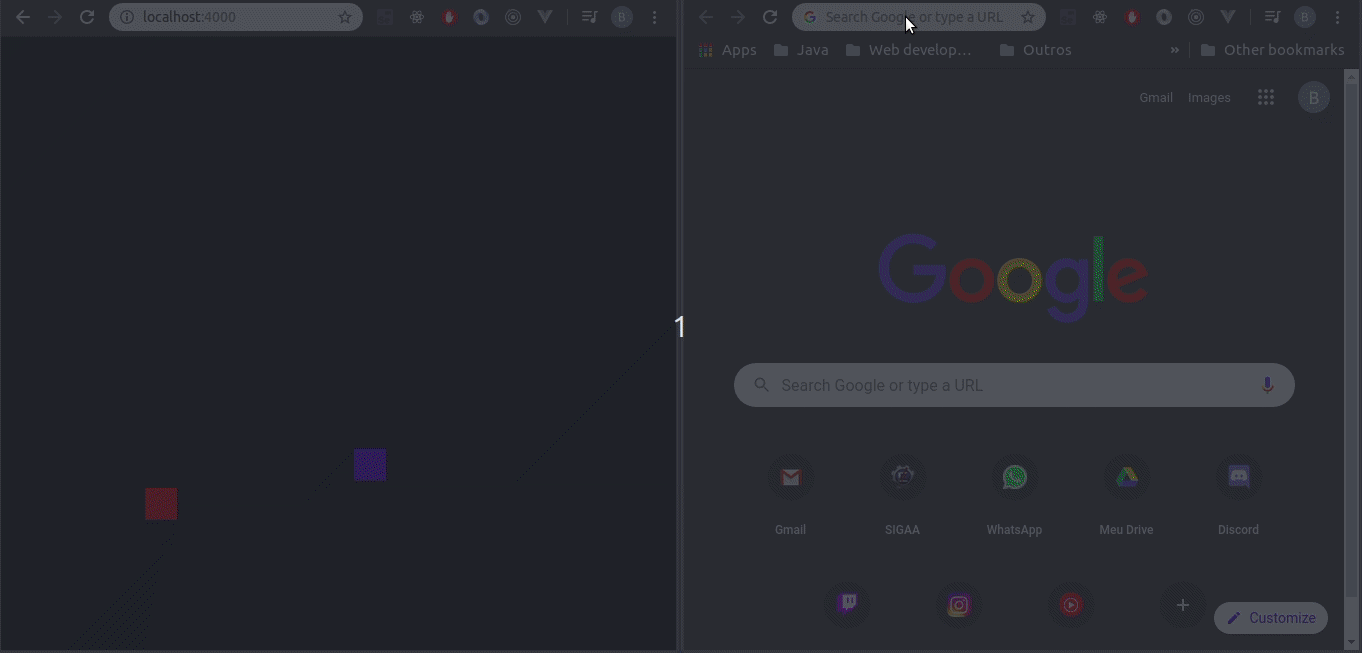 localhost:4000
B
Search Google or type a URL
B
Apps
Java
Web develop...
Outros
»
Other bookmarks
Gmail
Images
B
Google
1
Search Google or type a URL
Gmail
SIGAA
WhatsApp
Meu Drive
Discord
Customize